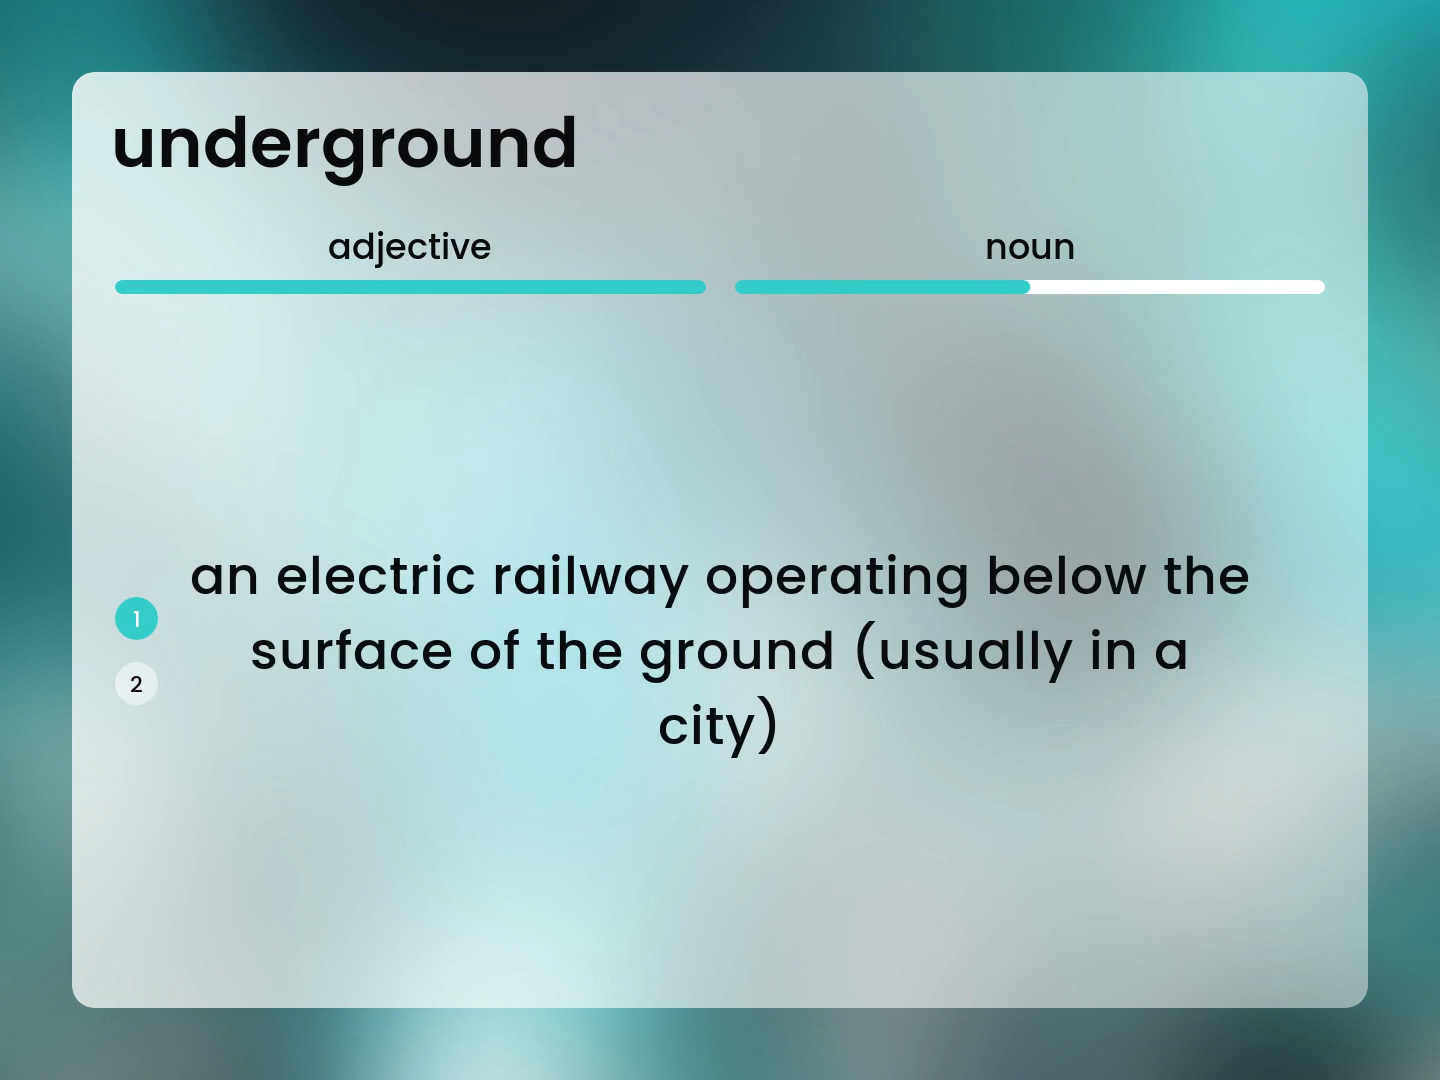 underground
adjective
noun
an electric railway operating below the
surface of the ground (usually in a
city)
1
2